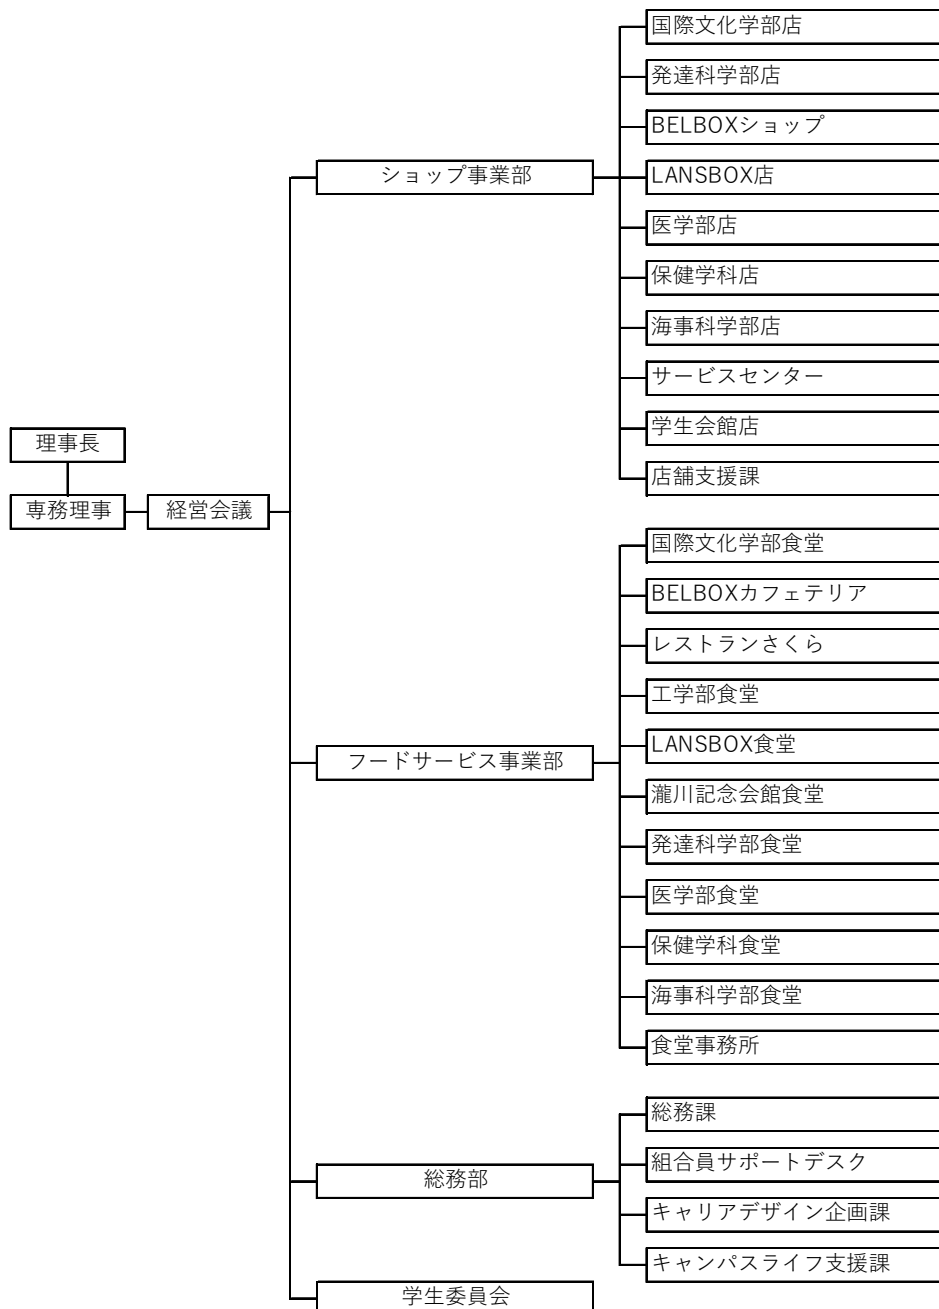 理事長
専務理事
経営会議
ショップ事業部
国際文化学部店
発達科学部店
BELBOXショップ
LANSBOX店
医学部店
保健学科店
海事科学部店
サービスセンター
学生会館店
店舗支援課
フードサービス事業部
国際文化学部食堂
BELBOXカフェテリア
レストランさくら
工学部食堂
LANSBOX食堂
瀧川記念会館食堂
発達科学部食堂
医学部食堂
保健学科食堂
海事科学部食堂
食堂事務所
総務部
総務課
組合員サポートデスク
キャリアデザイン企画課
キャンパスライフ支援課
学生委員会